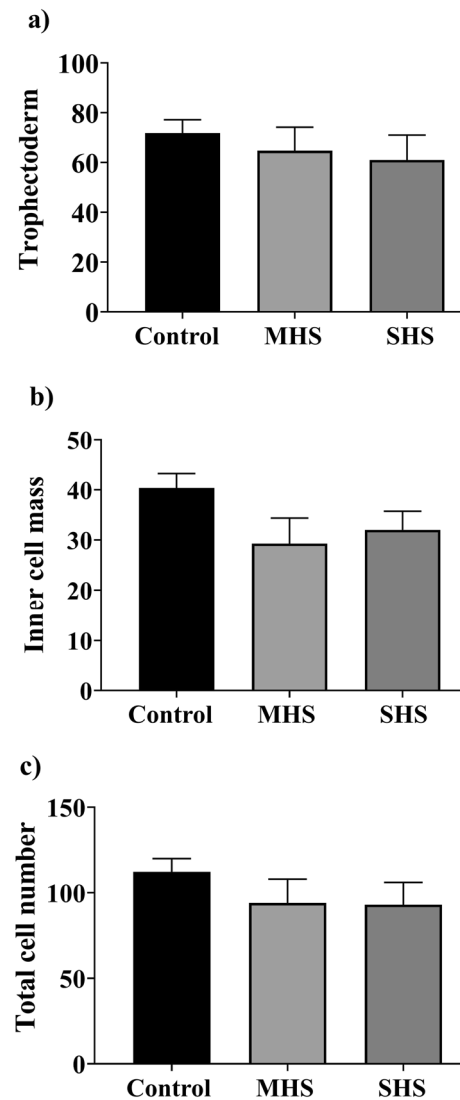 a)
Trophectoderm
100
80
60
40
20
0
Control MHS SHS
b)
Inner cell mass
50
40
30
20
10
0
Control MHS SHS
c)
Total cell number
150
100
50
0
Control MHS SHS